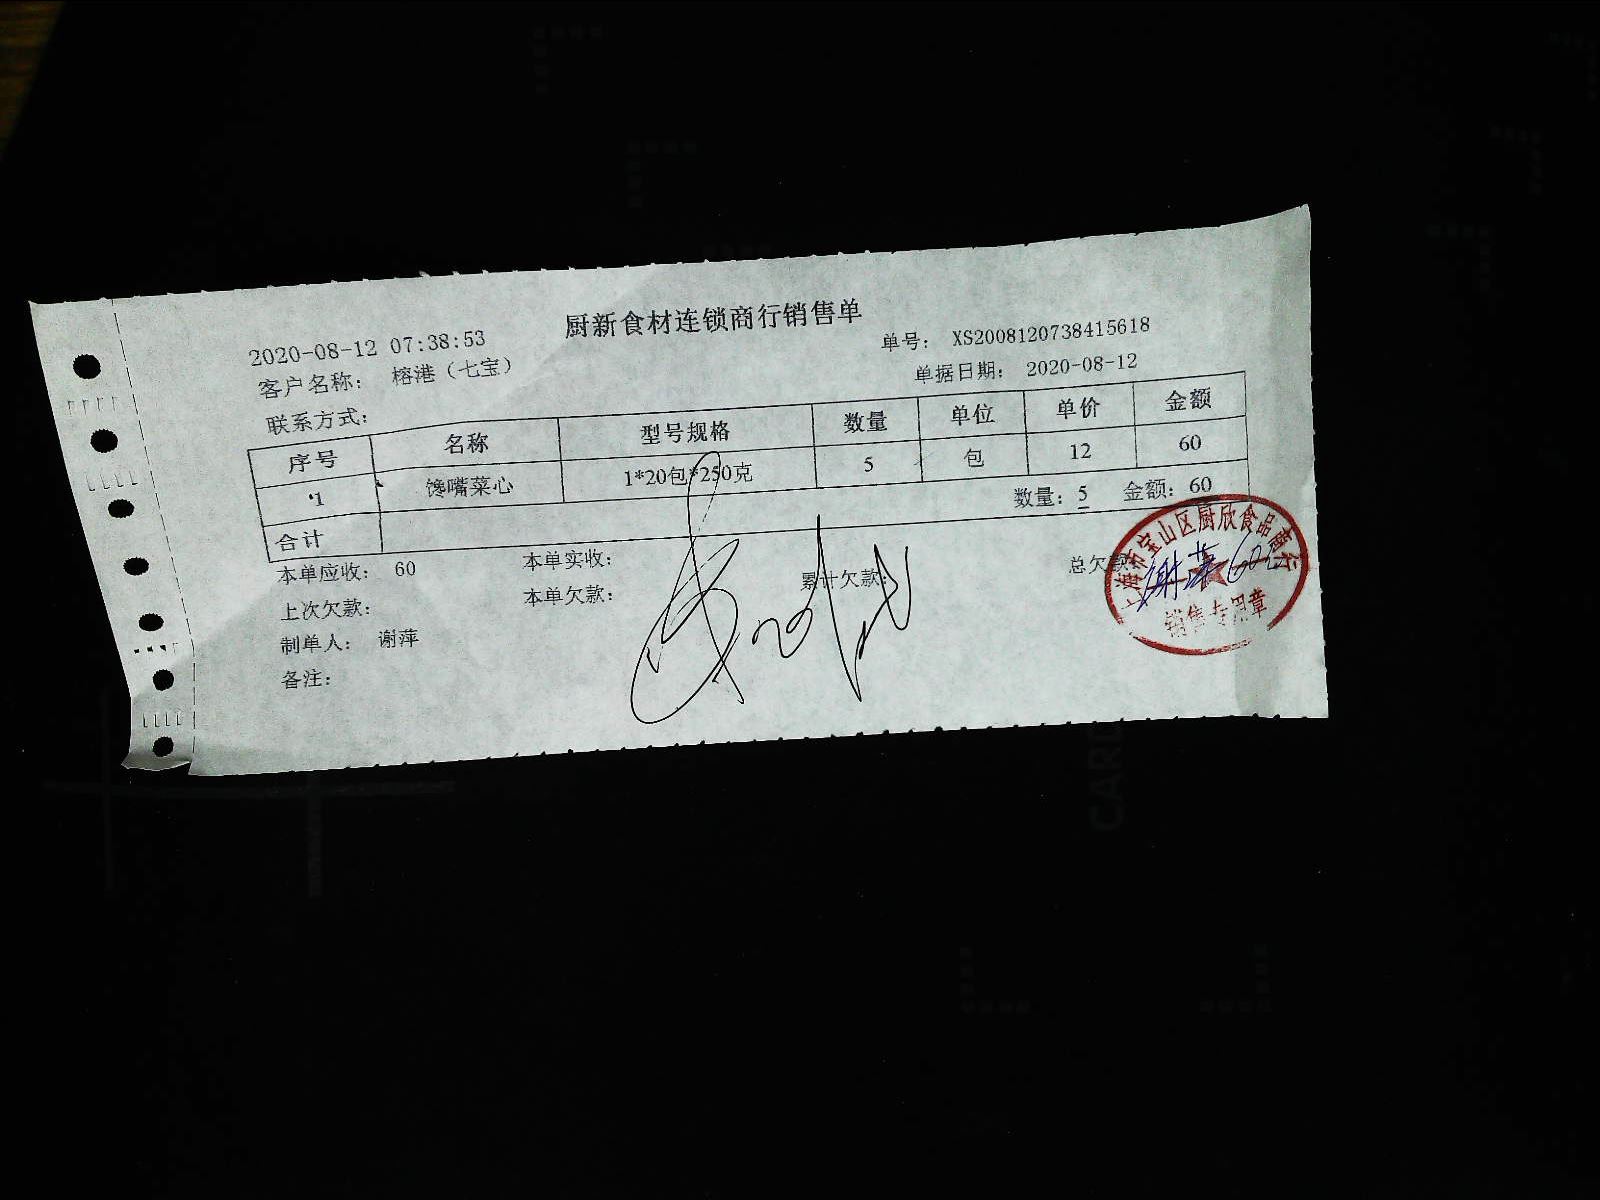 厨新食材连锁商行销售单
2020-08-12 07:38:53
单号： XS2008120738415618
客户名称： 榕港（七宝）
单据日期： 2020-08-12
联系方式：
序号 名称 型号规格 数量 单位 单价 金额
1 馋嘴菜心 1*20包*250克 5 包 12 60
合计 数量：5 金额：60
本单应收： 60 本单实收： 累计欠款： 总欠款：
上次欠款： 本单欠款：
制单人： 谢萍
备注：
上海市宝山区厨欣食品商行
谢萍
销售专用章